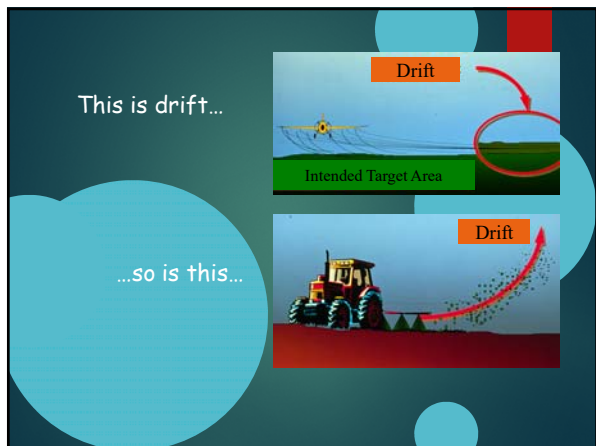 This is drift...
Drift
Intended Target Area
...so is this...
Drift